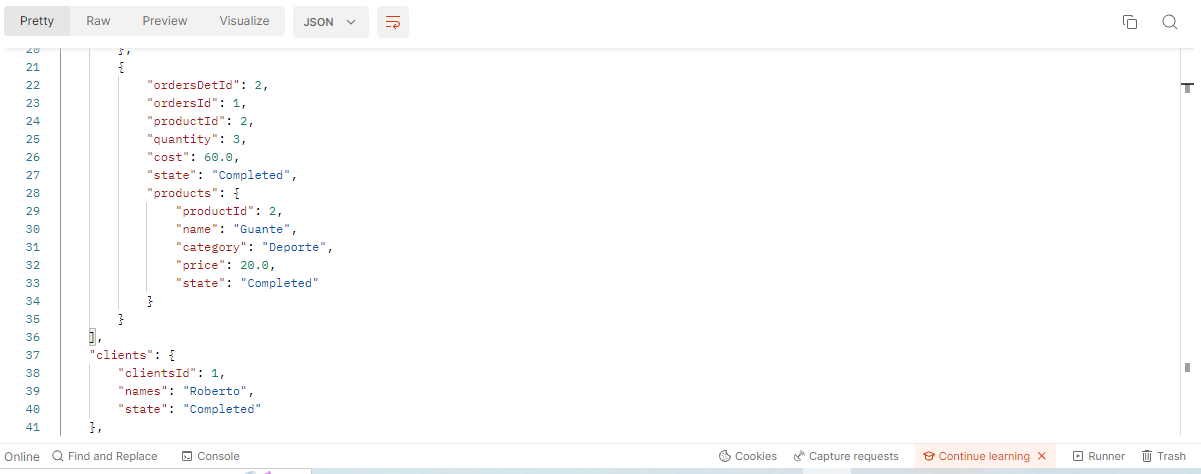 Pretty Raw Preview Visualize JSON
20 },
21 {
22 "ordersDetId": 2,
23 "ordersId": 1,
24 "productId": 2,
25 "quantity": 3,
26 "cost": 60.0,
27 "state": "Completed",
28 "products": {
29 "productId": 2,
30 "name": "Guante",
31 "category": "Deporte",
32 "price": 20.0,
33 "state": "Completed"
34 }
35 }
36 ],
37 "clients": {
38 "clientsId": 1,
39 "names": "Roberto",
40 "state": "Completed"
41 },
Online Find and Replace Console Cookies Capture requests Continue learning Runner Trash